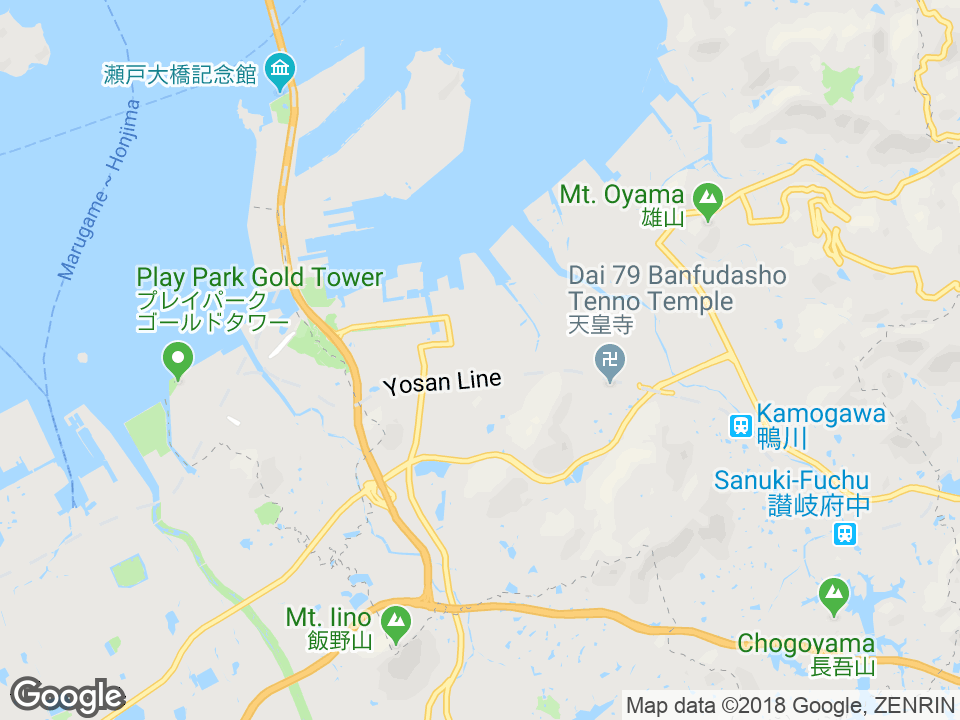 瀬戸大橋記念館
Marugame ~ Honjima
Mt. Oyama
雄山
Play Park Gold Tower
プレイパーク
ゴールドタワー
Dai 79 Banfudasho
Tenno Temple
天皇寺
Yosan Line
Kamogawa
鴨川
Sanuki-Fuchu
讃岐府中
Mt. Iino
飯野山
Chogoyama
長吾山
Google
Map data ©2018 Google, ZENRIN